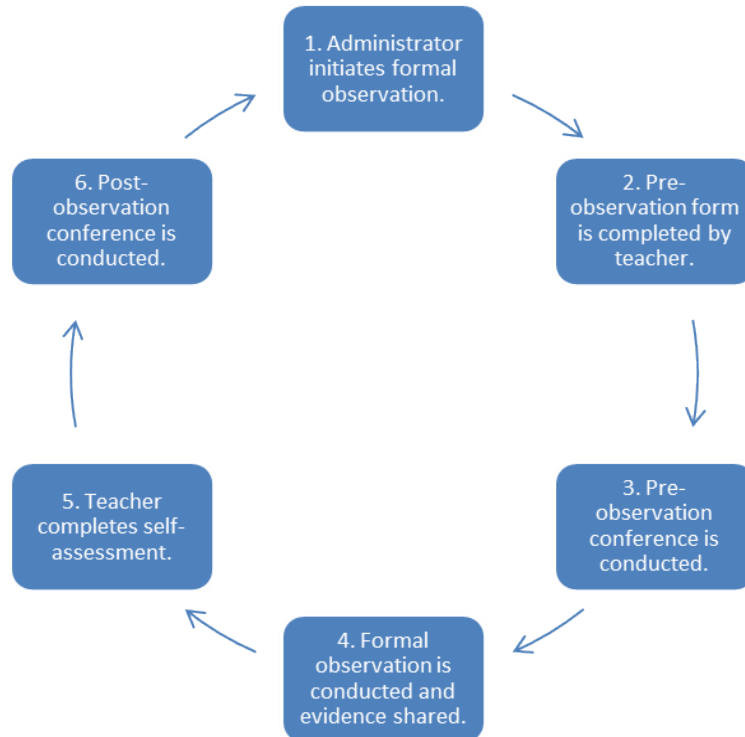 1. Administrator
initiates formal
observation.
2. Pre-
observation form
is completed by
teacher.
3. Pre-
observation
conference is
conducted.
4. Formal
observation is
conducted and
evidence shared.
5. Teacher
completes self-
assessment.
6. Post-
observation
conference is
conducted.